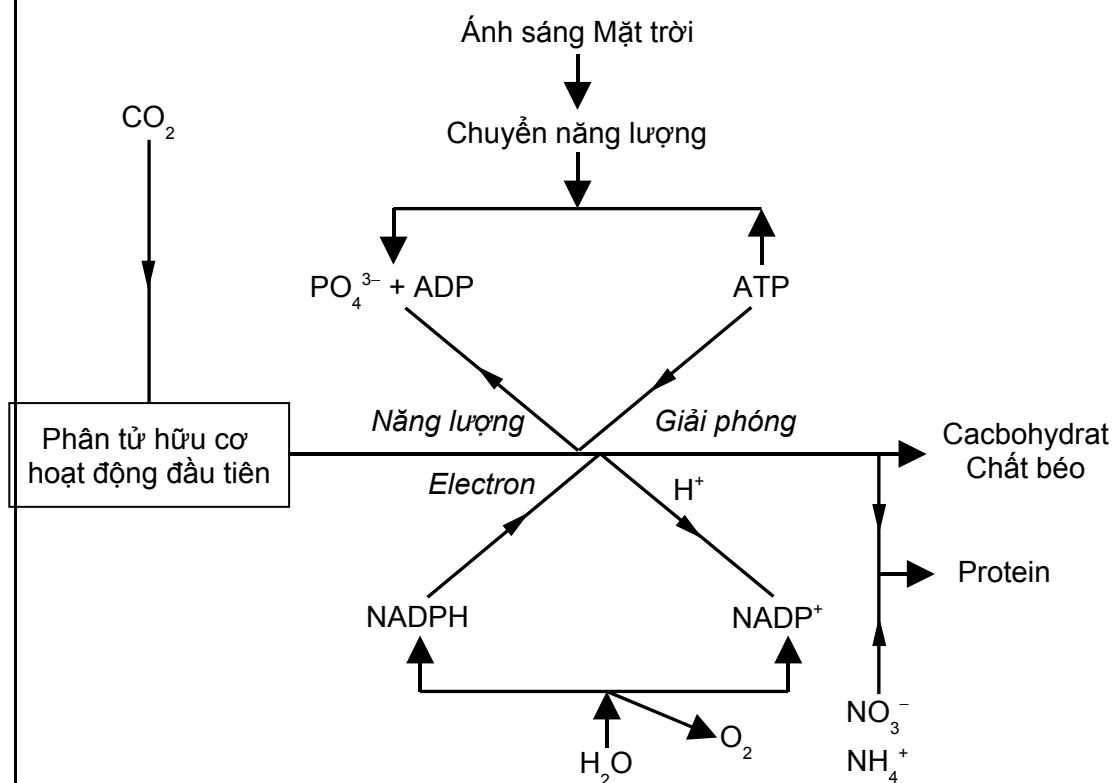 Ánh sáng Mặt trời
CO₂
Chuyển năng lượng
PO₄³⁻ + ADP
ATP
Năng lượng
Giải phóng
Phân tử hữu cơ
hoạt động đầu tiên
Cacbohydrat
Chất béo
Electron
H⁺
Protein
NADPH
NADP⁺
NO₃⁻
O₂
H₂O
NH₄⁺